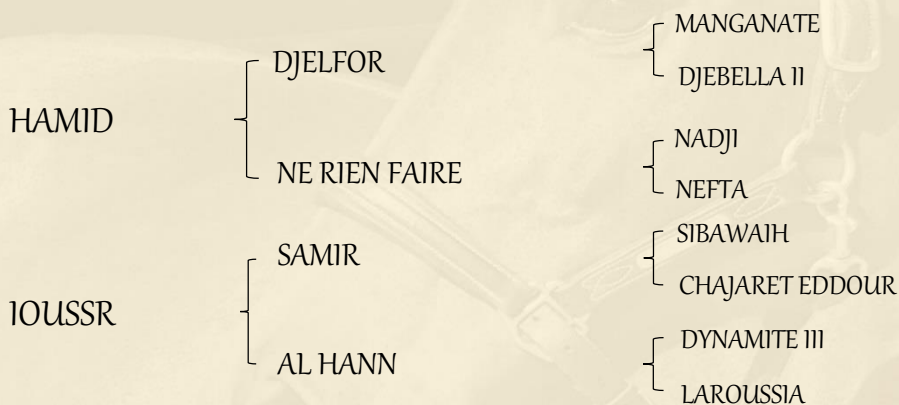 MANGANATE
DJELFOR
DJEBELLA II
HAMID
NADJI
NE RIEN FAIRE
NEFTA
SIBAWAIH
SAMIR
CHAJARET EDDOUR
IOUSSR
DYNAMITE III
AL HANN
LAROUSSIA